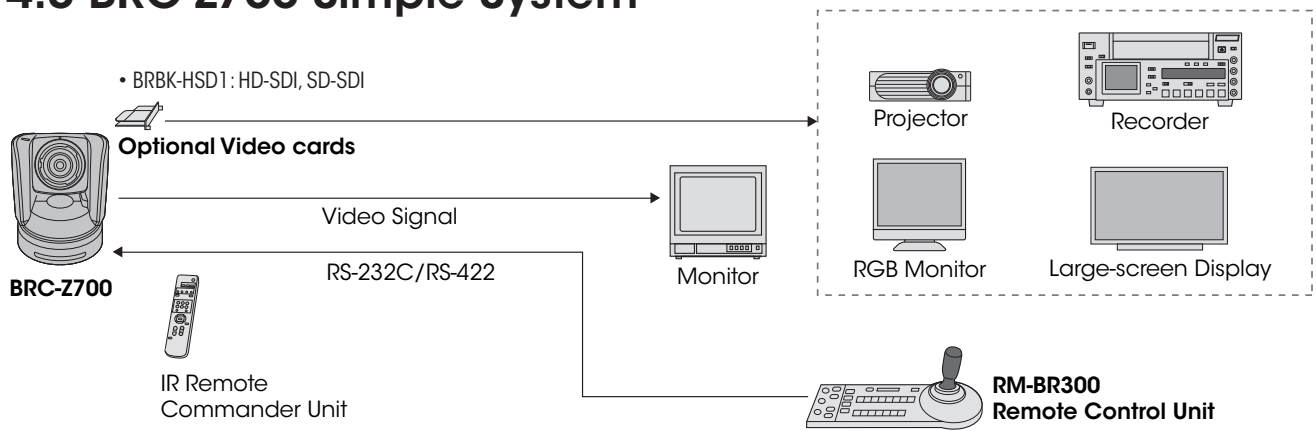 • BRBK-HSD1: HD-SDI, SD-SDI
Optional Video cards
Projector
Recorder
Video Signal
RS-232C/RS-422
BRC-Z700
Monitor
RGB Monitor
Large-screen Display
IR Remote
Commander Unit
RM-BR300
Remote Control Unit